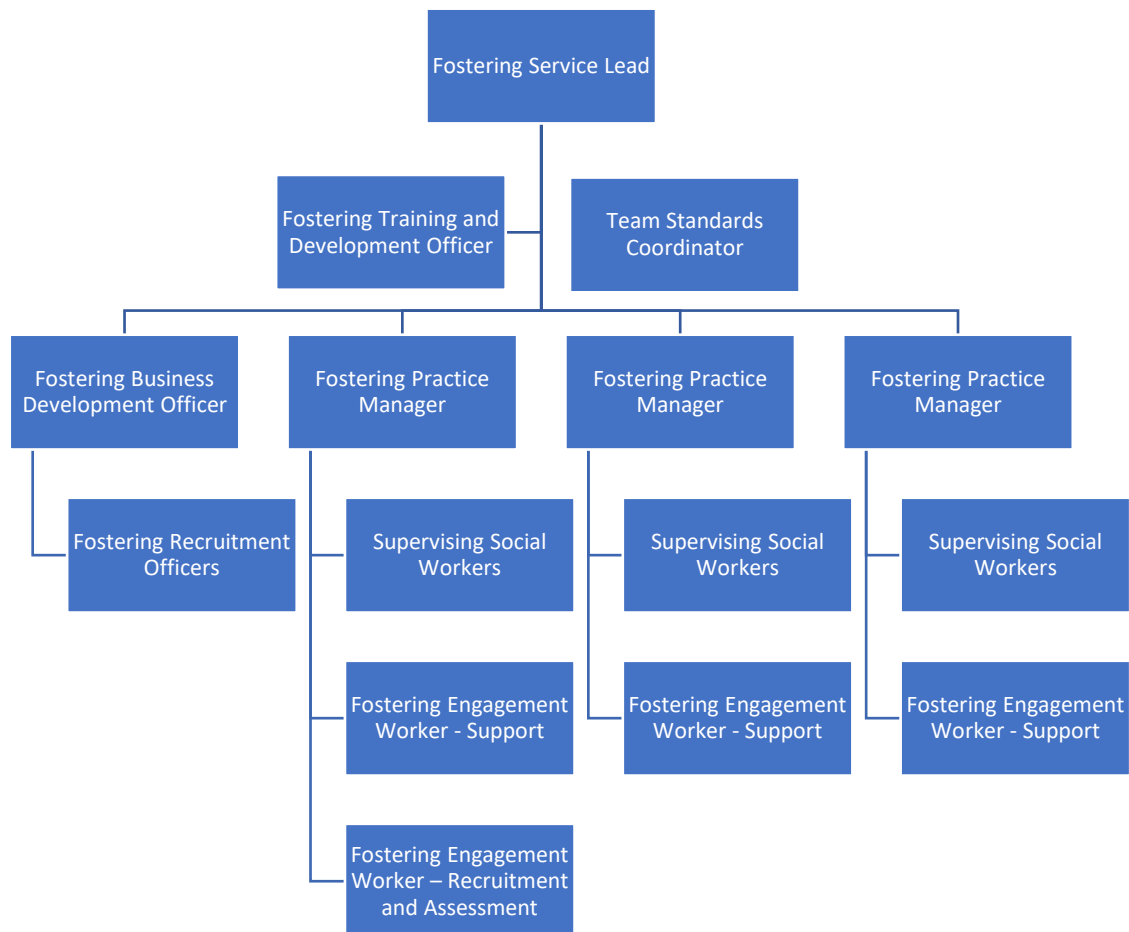 Fostering Service Lead
Fostering Training and
Development Officer
Team Standards
Coordinator
Fostering Business
Development Officer
Fostering Practice
Manager
Fostering Practice
Manager
Fostering Practice
Manager
Fostering Recruitment
Officers
Supervising Social
Workers
Supervising Social
Workers
Supervising Social
Workers
Fostering Engagement
Worker - Support
Fostering Engagement
Worker - Support
Fostering Engagement
Worker - Support
Fostering Engagement
Worker – Recruitment
and Assessment